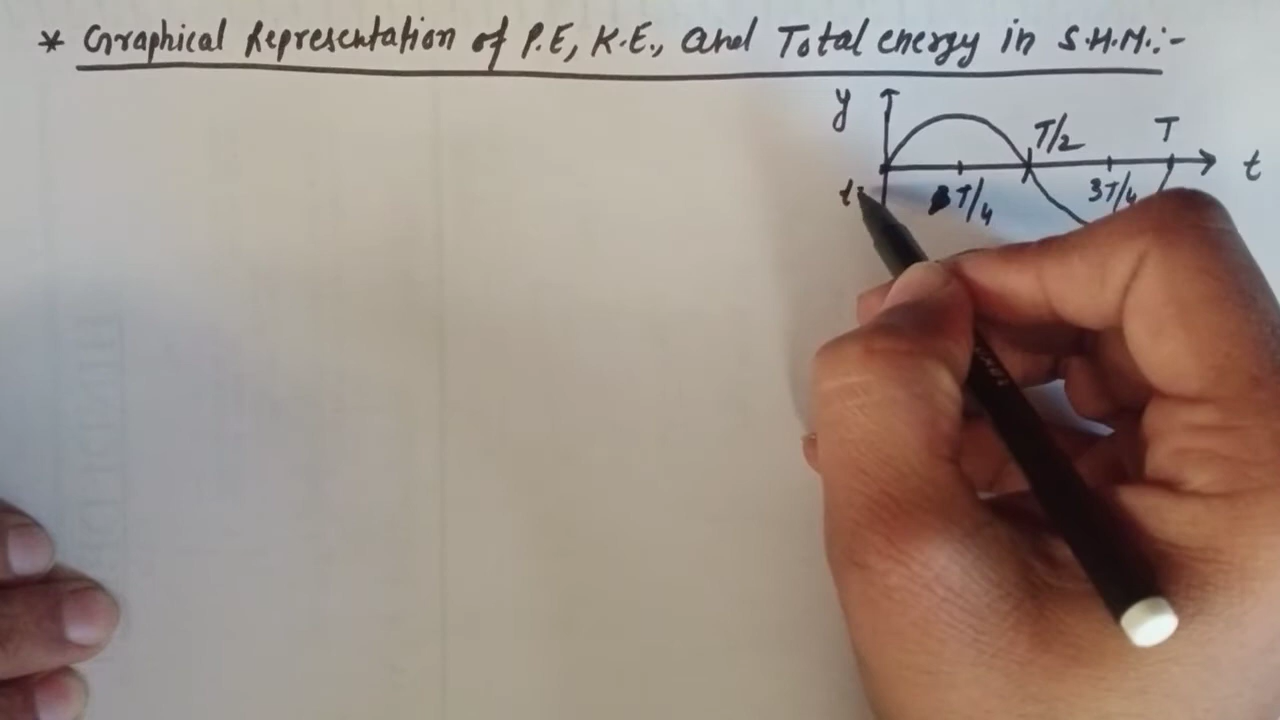 * Graphical Representation of P.E, K.E., and Total energy in S.H.M.:-
y
T/2 T
t
t= T/4 3T/4